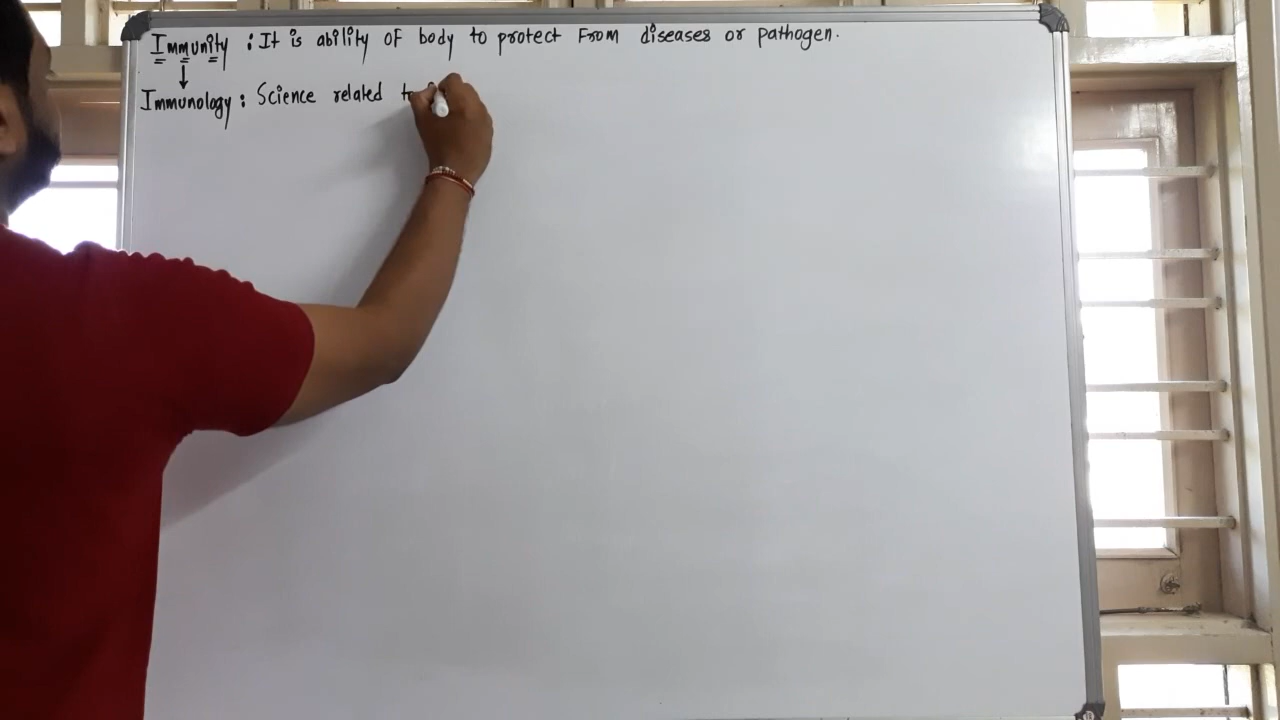 Immunity : It is ability of body to protect from diseases or pathogen.
Immunology : Science related to